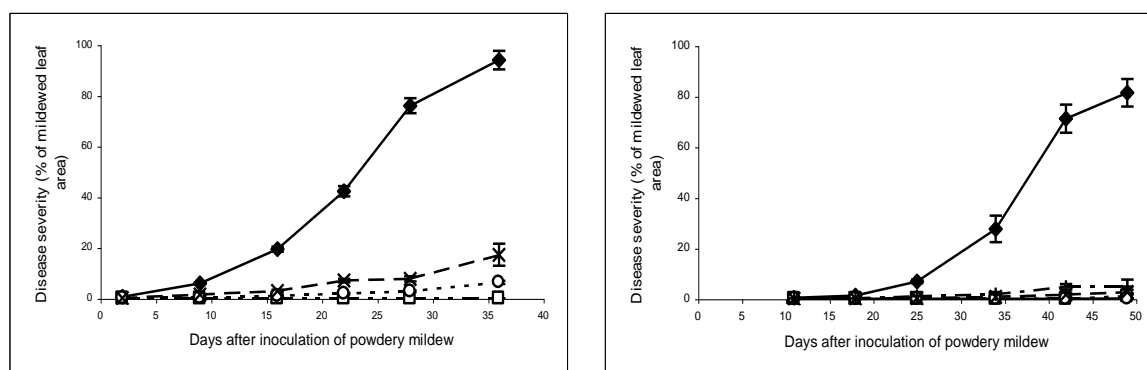 Disease severity (% of mildewed leaf
area)
100
80
60
40
20
0
0 5 10 15 20 25 30 35 40
Days after inoculation of powdery mildew
Disease severity (% of mildewed leaf
area)
100
80
60
40
20
0
0 5 10 15 20 25 30 35 40 45 50
Days after inoculation of powdery mildew